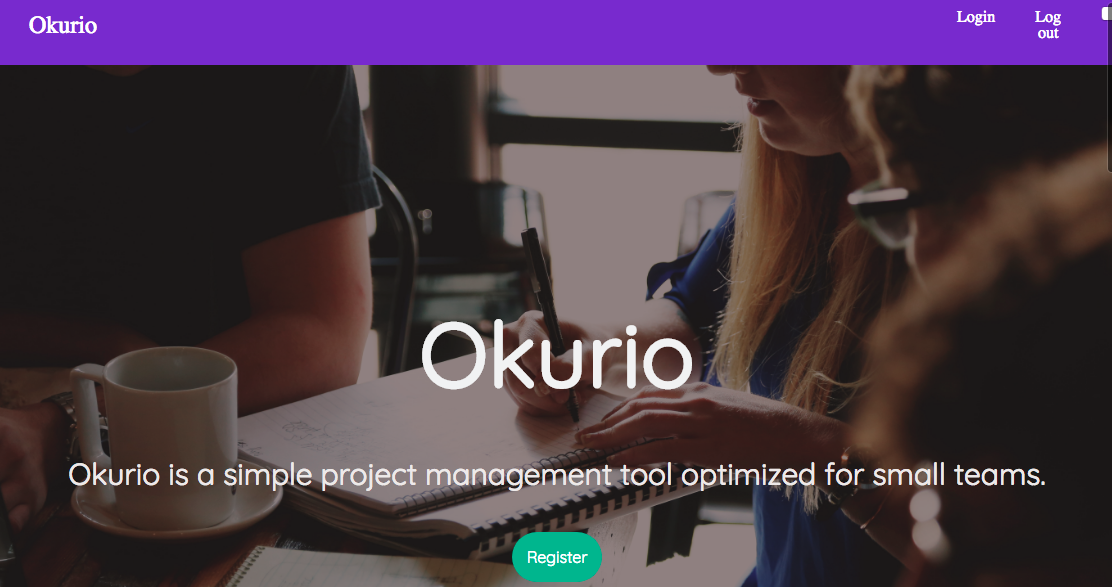 Okurio
Login
Log
out
Okurio
Okurio is a simple project management tool optimized for small teams.
Register